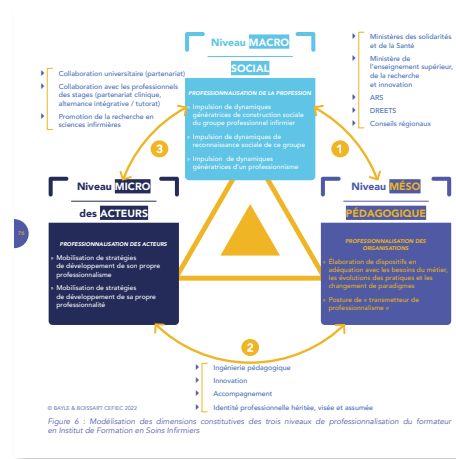 Niveau MACRO
SOCIAL
PROFESSIONNALISATION DE LA PROFESSION
Impulsion de dynamiques
génératrices de construction sociale
du groupe professionnel infirmier
Impulsion de dynamiques de
reconnaissance sociale de ce groupe
Impulsion de dynamiques
génératrices d'un professionnisme
Collaboration universitaire (partenariat)
Collaboration avec les professionnels
des stages (partenariat clinique,
alternance intégrative / tutorat)
Promotion de la recherche en
sciences infirmières
Ministères des solidarités
et de la Santé
Ministère de
l'enseignement supérieur,
de la recherche
et innovation
ARS
DREETS
Conseils régionaux
3
1
Niveau MICRO
des ACTEURS
PROFESSIONNALISATION DES ACTEURS
Mobilisation de stratégies
de développement de son propre
professionnalisme
Mobilisation de stratégies
de développement de sa propre
professionnalité
Niveau MÉSO
PÉDAGOGIQUE
PROFESSIONNALISATION DES
ORGANISATIONS
Élaboration de dispositifs en
adéquation avec les besoins du métier,
les évolutions des pratiques et les
changement de paradigmes
Posture de « transmetteur de
professionalisme »
76
2
Ingénierie pédagogique
Innovation
Accompagnement
Identité professionnelle héritée, visée et assumée
© BAYLE & BOISSART CEFIEC 2022
Figure 6 : Modélisation des dimensions constitutives des trois niveaux de professionalisation du formateur
en Institut de Formation en Soins Infirmiers